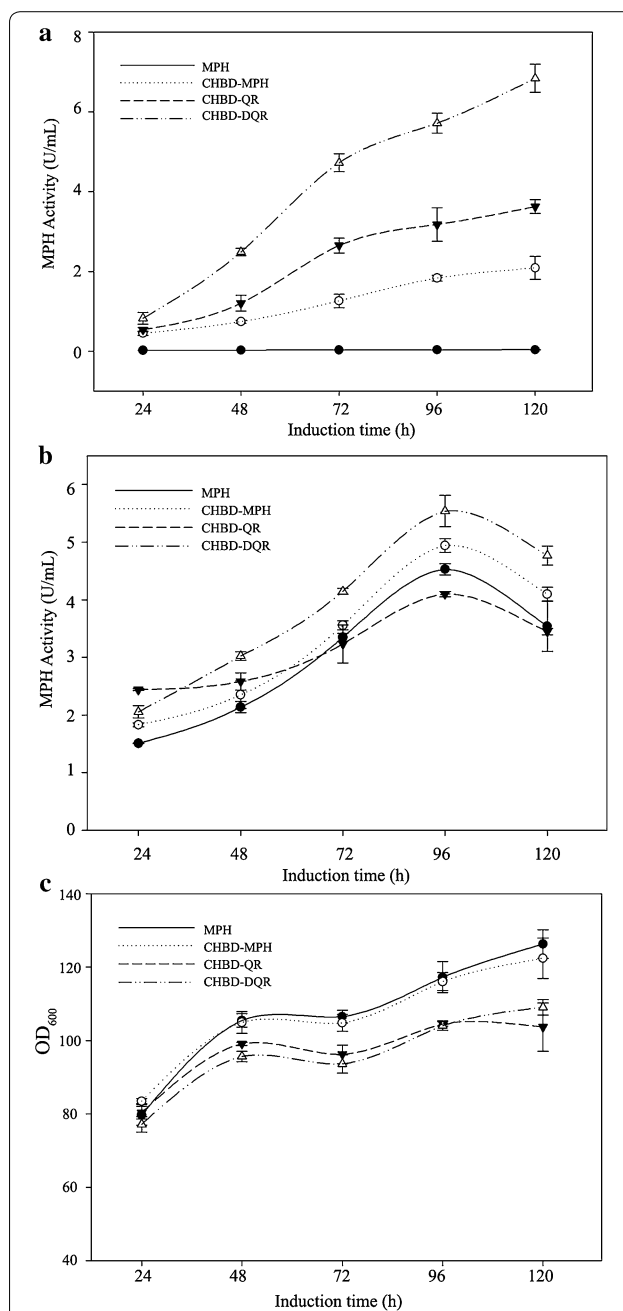 a
8
6
4
2
0
MPH Activity (U/mL)
MPH
CHBD-MPH
CHBD-QR
CHBD-DQR
24 48 72 96 120
Induction time (h)
b
6
5
4
3
2
1
0
MPH Activity (U/mL)
MPH
CHBD-MPH
CHBD-QR
CHBD-DQR
24 48 72 96 120
Induction time (h)
c
140
120
100
80
60
40
OD600
MPH
CHBD-MPH
CHBD-QR
CHBD-DQR
24 48 72 96 120
Induction time (h)